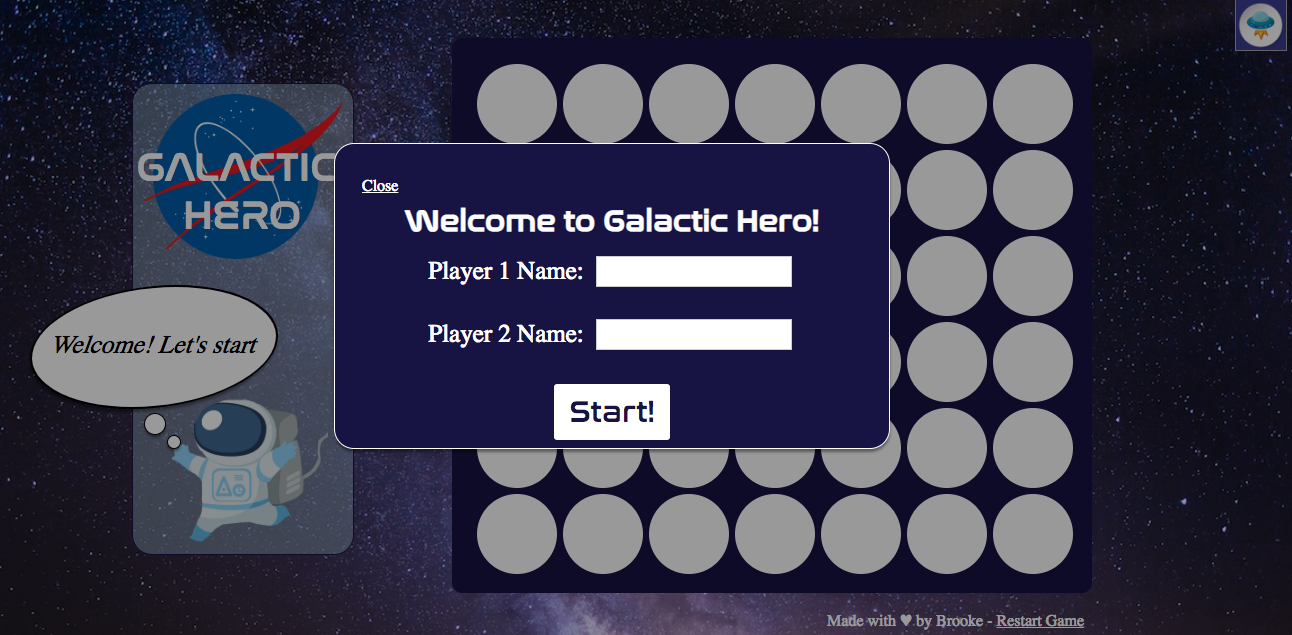 GALACTIC
HERO
Welcome! Let's start
Close
Welcome to Galactic Hero!
Player 1 Name:
Player 2 Name:
Start!
Made with ♥ by Brooke - Restart Game